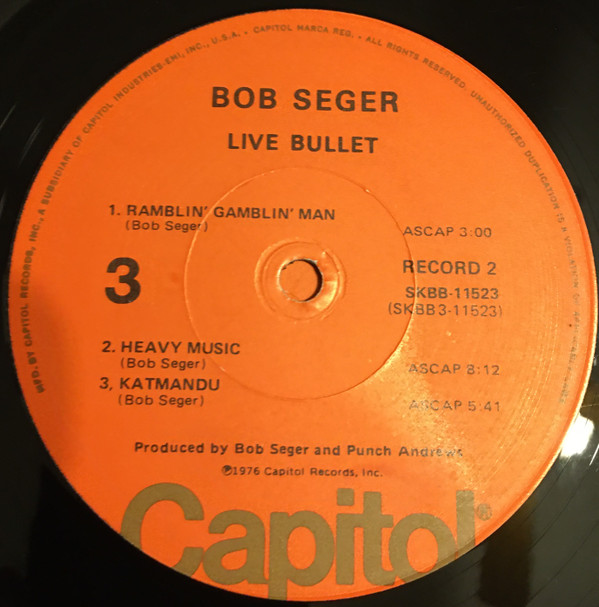 MFD. BY CAPITOL RECORDS, INC., A SUBSIDIARY OF CAPITOL INDUSTRIES-EMI, INC., U.S.A. · CAPITOL MARCA REG. · ALL RIGHTS RESERVED. UNAUTHORIZED DUPLICATION IS A VIOLATION
BOB SEGER
LIVE BULLET
1. RAMBLIN' GAMBLIN' MAN
(Bob Seger)
ASCAP 3:00
3
RECORD 2
SKBB-11523
(SKBB3-11523)
2. HEAVY MUSIC
(Bob Seger)
ASCAP 8:12
3, KATMANDU
(Bob Seger)
ASCAP 5:41
Produced by Bob Seger and Punch Andrews
℗1976 Capitol Records, Inc.
Capitol®